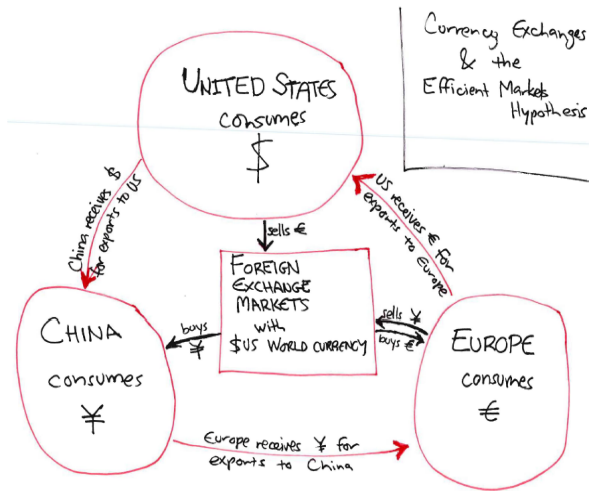 Currency Exchanges
& the
Efficient Markets
Hypothesis
UNITED STATES
consumes
$
China receives $
for exports to US
US receives € for
exports to Europe
sells €
FOREIGN
EXCHANGE
MARKETS
with
$US WORLD CURRENCY
buys
¥
sells ¥
buys €
CHINA
consumes
¥
EUROPE
consumes
€
Europe receives ¥ for
exports to China